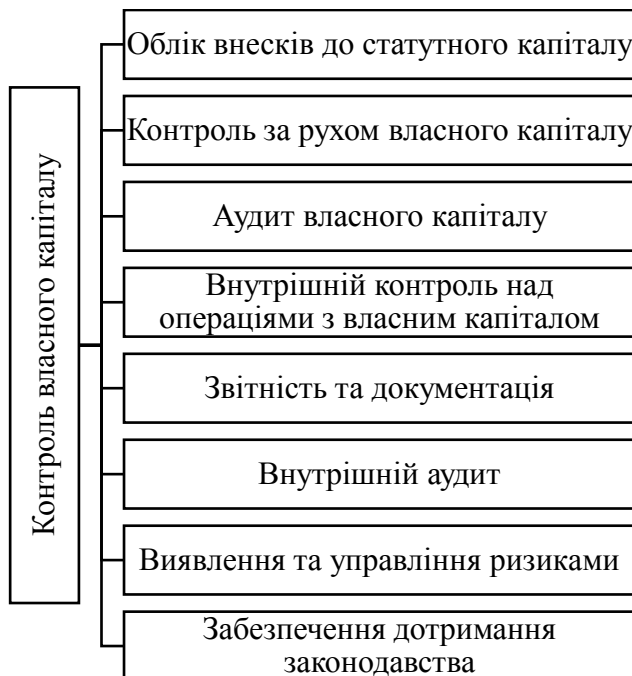 Контроль власного капіталу
Облік внесків до статутного капіталу
Контроль за рухом власного капіталу
Аудит власного капіталу
Внутрішній контроль над
операціями з власним капіталом
Звітність та документація
Внутрішній аудит
Виявлення та управління ризиками
Забезпечення дотримання
законодавства